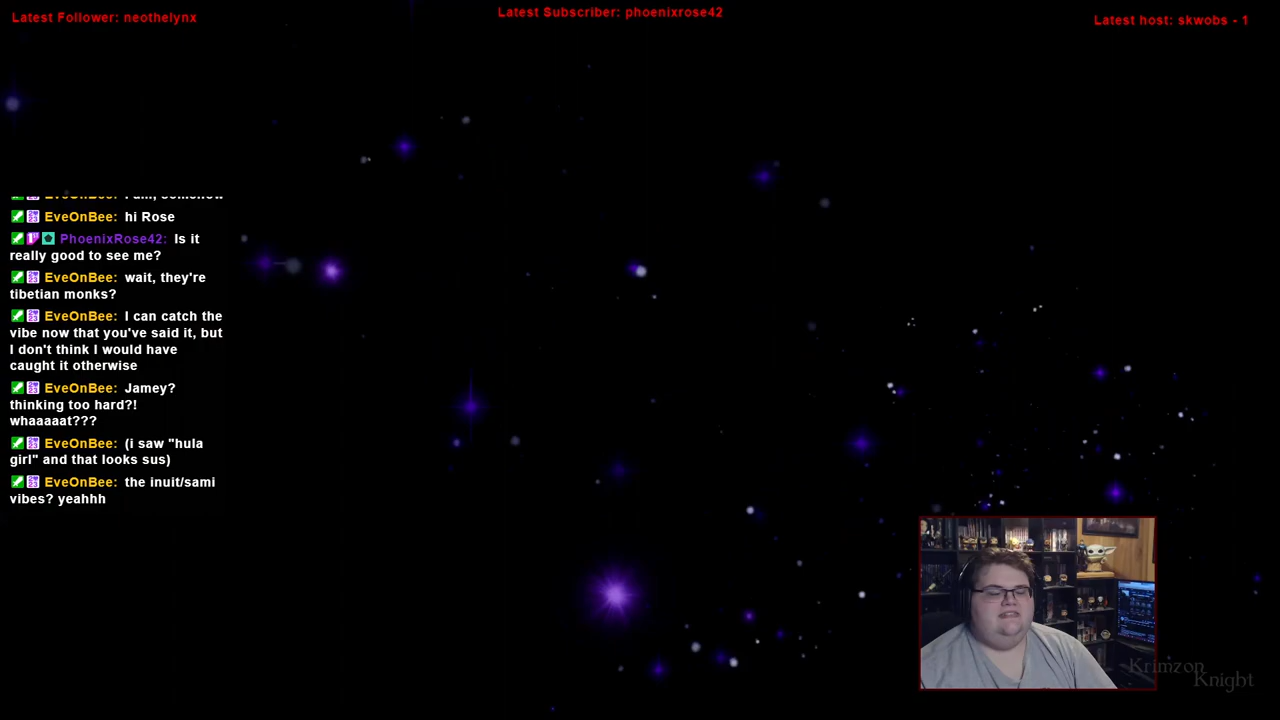 Latest Follower: neothelynx
Latest Subscriber: phoenixrose42
Latest host: skwobs - 1
EveOnBee: I am, somehow
EveOnBee: hi Rose
PhoenixRose42: Is it
really good to see me?
EveOnBee: wait, they're
tibetian monks?
EveOnBee: I can catch the
vibe now that you've said it, but
I don't think I would have
caught it otherwise
EveOnBee: Jamey?
thinking too hard?!
whaaaaat???
EveOnBee: (i saw "hula
girl" and that looks sus)
EveOnBee: the inuit/sami
vibes? yeahhh
Krimzon
Knight